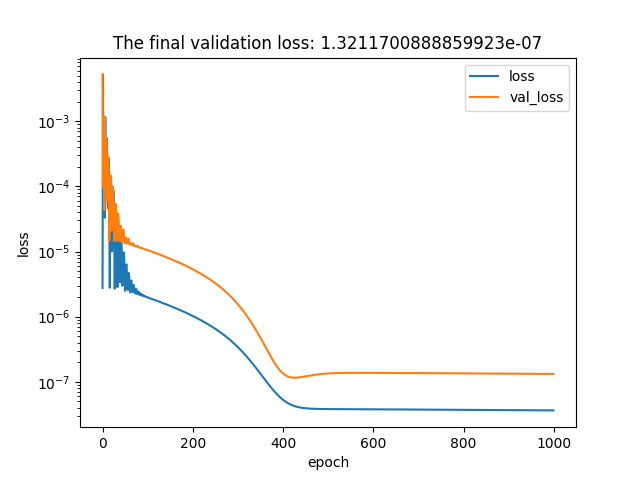 The final validation loss: 1.3211700888859923e-07
loss
val_loss
10^-3
10^-4
10^-5
10^-6
10^-7
loss
0 200 400 600 800 1000
epoch